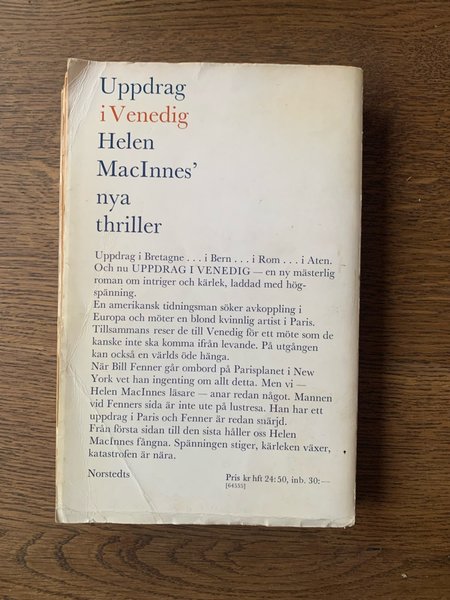 Uppdrag
i Venedig
Helen
MacInnes'
nya
thriller
Uppdrag i Bretagne . . . i Bern . . . i Rom . . . i Aten.
Och nu UPPDRAG I VENEDIG — en ny mästerlig
roman om intriger och kärlek, laddad med hög-
spänning.
En amerikansk tidningsman söker avkoppling i
Europa och möter en blond kvinnlig artist i Paris.
Tillsammans reser de till Venedig för ett möte som de
kanske inte ska komma ifrån levande. På utgången
kan också en världs öde hänga.
När Bill Fenner går ombord på Parisplanet i New
York vet han ingenting om allt detta. Men vi —
Helen MacInnes läsare — anar redan något. Mannen
vid Fenners sida är inte ute på lustresa. Han har ett
uppdrag i Paris och Fenner är redan snärjd.
Från första sidan till den sista håller oss Helen
MacInnes fångna. Spänningen stiger, kärleken växer,
katastrofen är nära.
Norstedts
Pris kr hft 24:50, inb. 30:—
[64555]